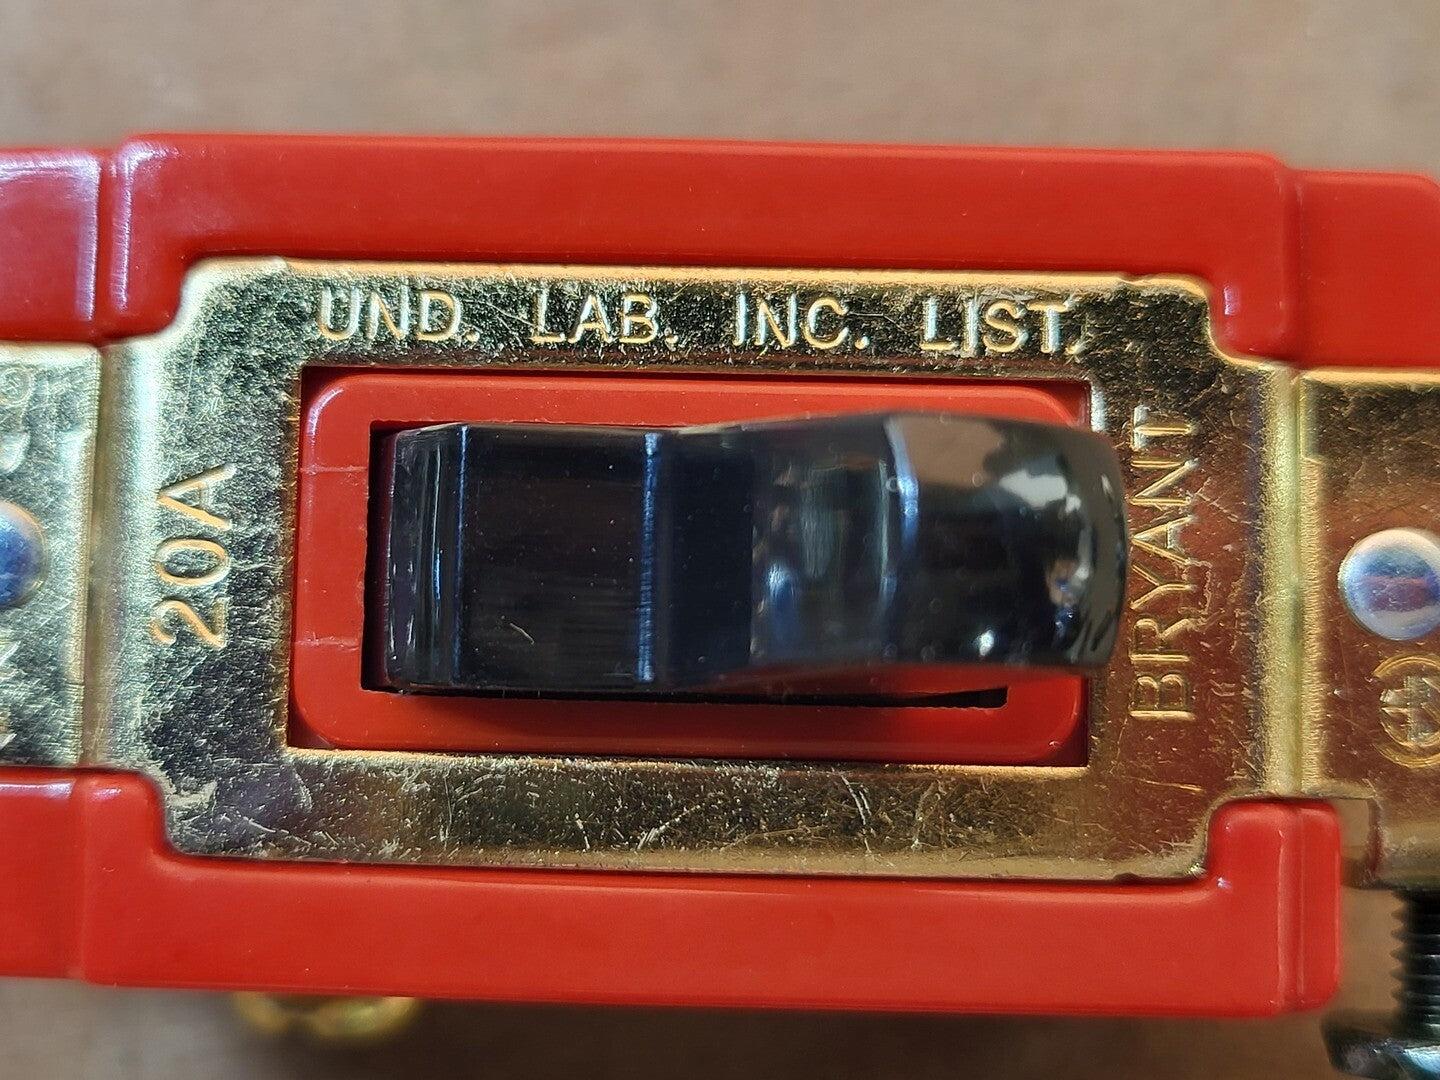 UND. LAB. INC. LIST.
20A
BRYANT